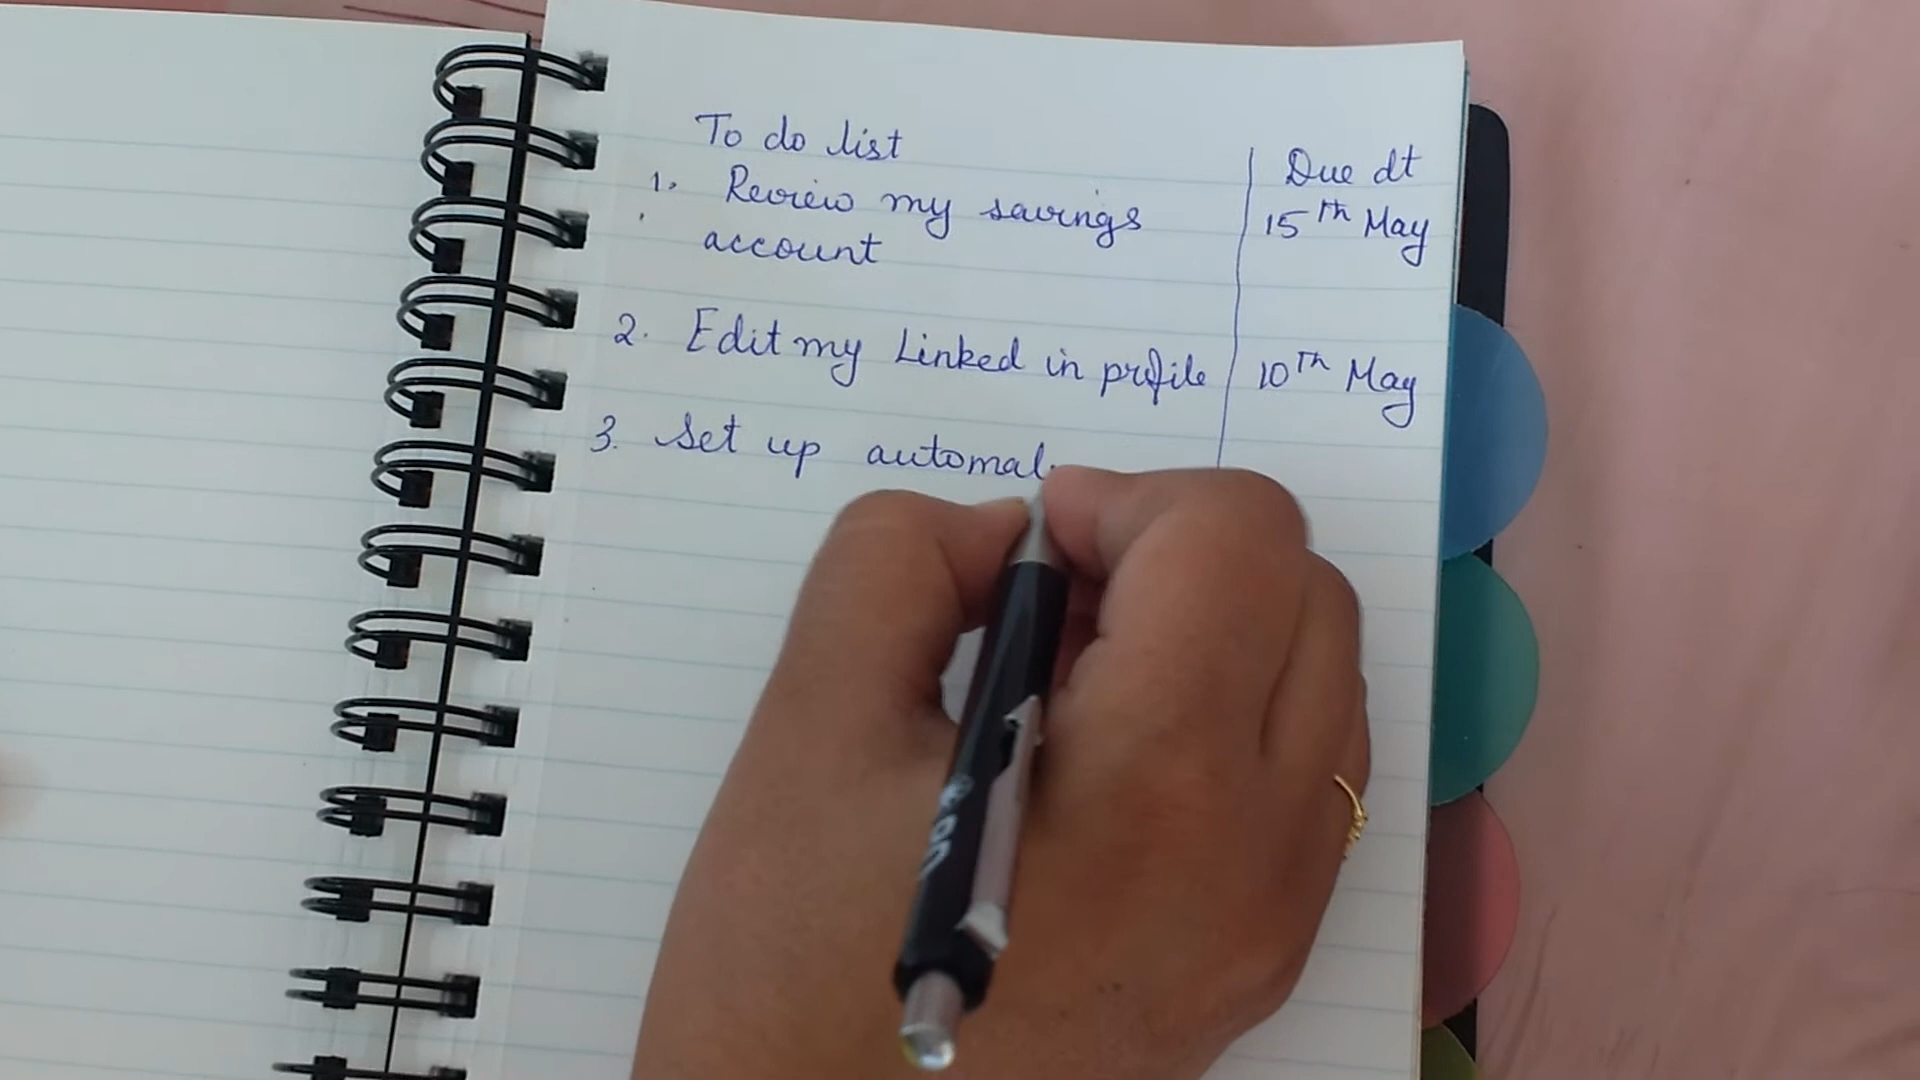 To do list
Due dt
1. Review my savings
15th May
account
2. Edit my Linked in profile
10th May
3. Set up